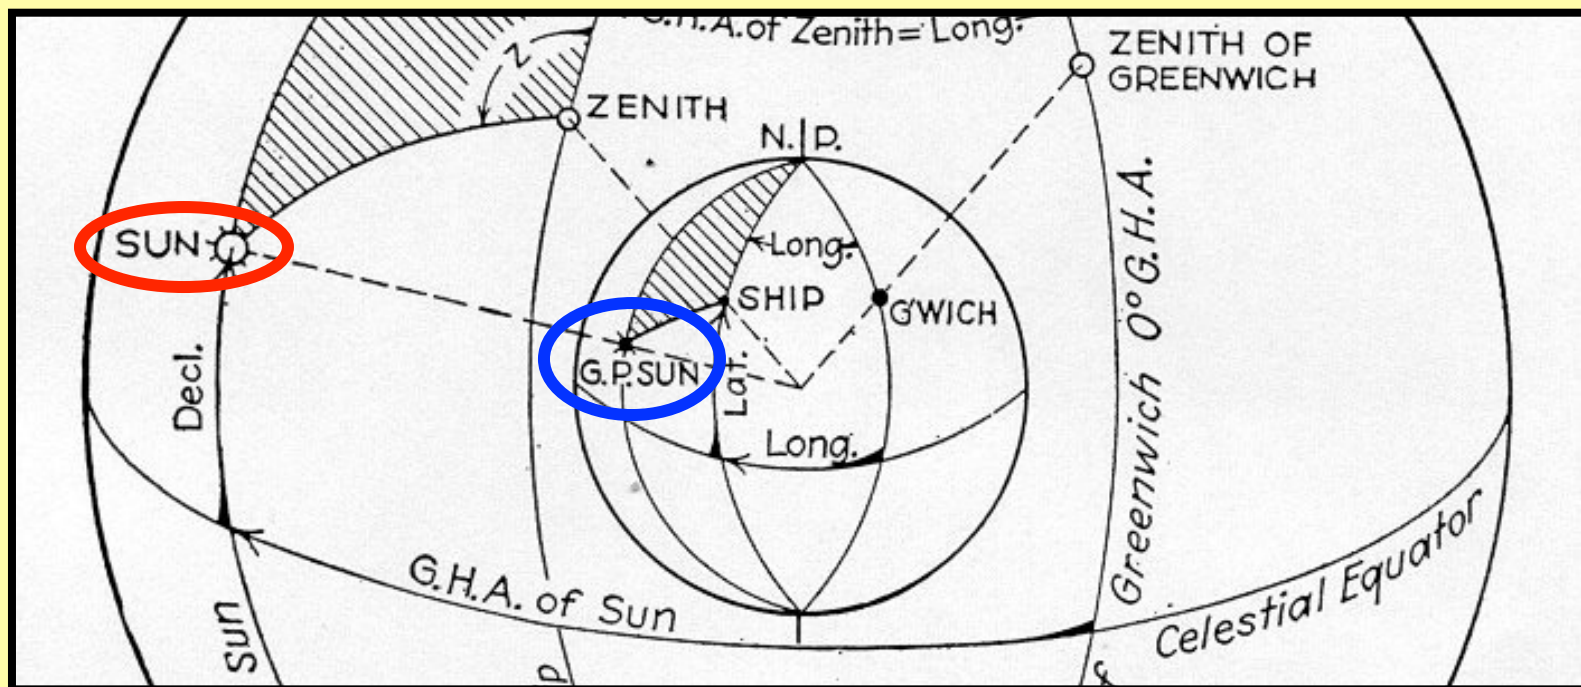 G.H.A. of Zenith = Long.
Z
ZENITH OF
GREENWICH
ZENITH
N. P.
SUN
Long.
SHIP
G'WICH
G.P. SUN
Lat.
Decl.
Long.
Greenwich 0° G.H.A.
G.H.A. of Sun
Celestial Equator
Sun